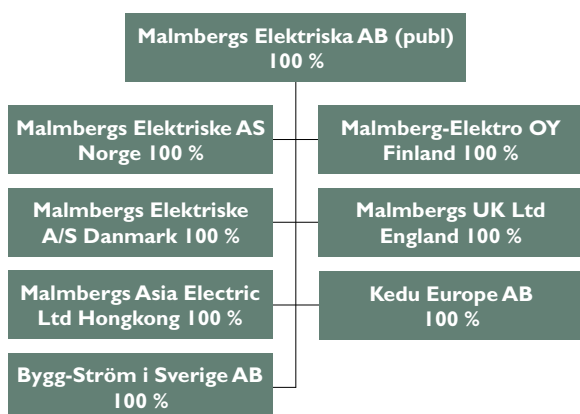 Malmbergs Elektriska AB (publ)
100 %
Malmbergs Elektriske AS
Norge 100 %
Malmberg-Elektro OY
Finland 100 %
Malmbergs Elektriske
A/S Danmark 100 %
Malmbergs UK Ltd
England 100 %
Malmbergs Asia Electric
Ltd Hongkong 100 %
Kedu Europe AB
100 %
Bygg-Ström i Sverige AB
100 %